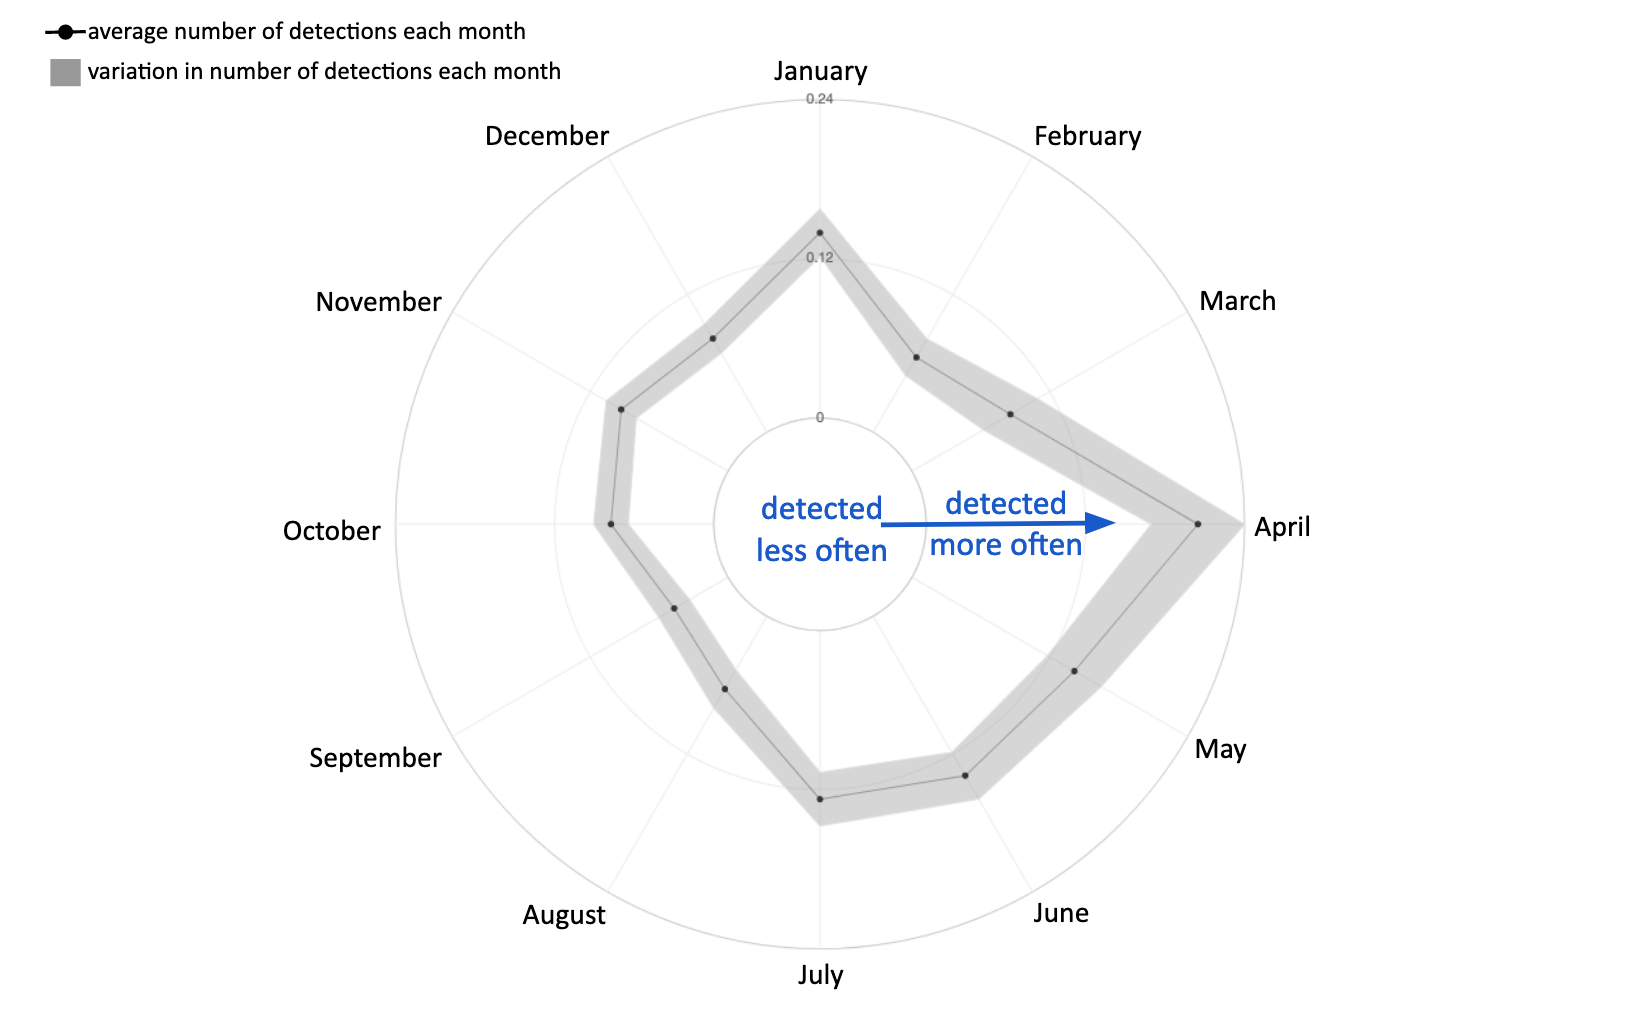 average number of detections each month
variation in number of detections each month
January
0.24
December
February
November
March
0.12
0
detected
less often
detected
more often
October
April
September
May
August
June
July